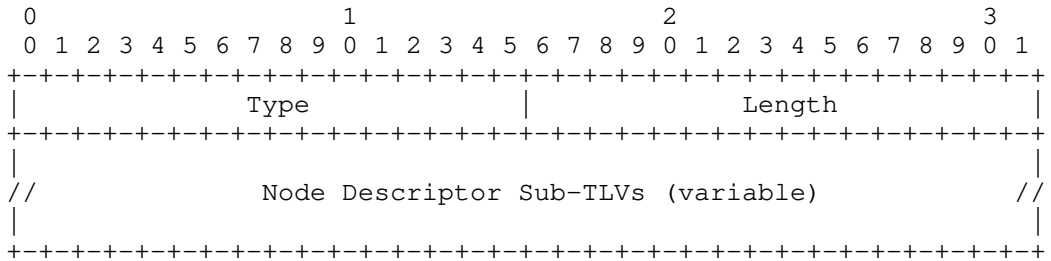 0                   1                   2                   3
 0 1 2 3 4 5 6 7 8 9 0 1 2 3 4 5 6 7 8 9 0 1 2 3 4 5 6 7 8 9 0 1
+-+-+-+-+-+-+-+-+-+-+-+-+-+-+-+-+-+-+-+-+-+-+-+-+-+-+-+-+-+-+-+-+
|              Type             |             Length            |
+-+-+-+-+-+-+-+-+-+-+-+-+-+-+-+-+-+-+-+-+-+-+-+-+-+-+-+-+-+-+-+-+
|                                                               |
//              Node Descriptor Sub-TLVs (variable)            //
|                                                               |
+-+-+-+-+-+-+-+-+-+-+-+-+-+-+-+-+-+-+-+-+-+-+-+-+-+-+-+-+-+-+-+-+